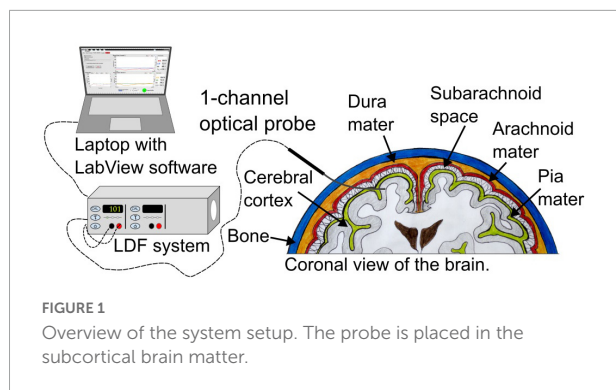 1-channel
optical probe
Laptop with
LabView software
101
LDF system
Dura
mater
Subarachnoid
space
Arachnoid
mater
Pia
mater
Cerebral
cortex
Bone
Coronal view of the brain.
FIGURE 1
Overview of the system setup. The probe is placed in the
subcortical brain matter.